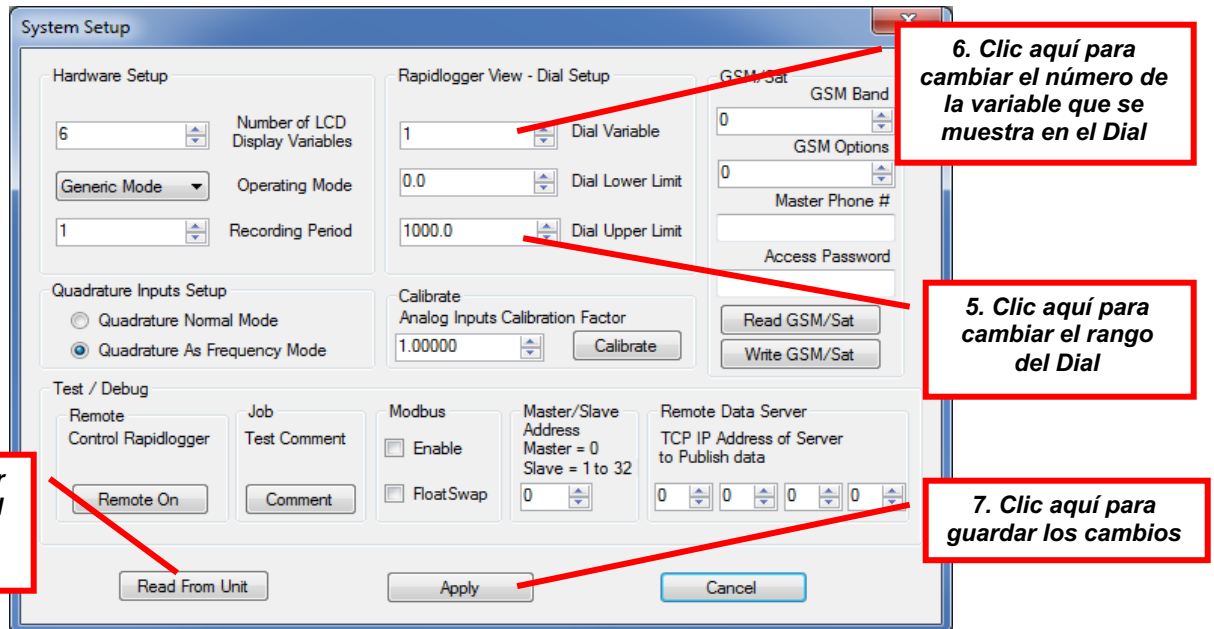 System Setup
Hardware Setup
6
Number of LCD
Display Variables
Generic Mode
Operating Mode
1
Recording Period
Rapidlogger View - Dial Setup
1
Dial Variable
0.0
Dial Lower Limit
1000.0
Dial Upper Limit
GSM/Sat
GSM Band
0
GSM Options
0
Master Phone #
Access Password
Read GSM/Sat
Write GSM/Sat
Quadrature Inputs Setup
Quadrature Normal Mode
Quadrature As Frequency Mode
Calibrate
Analog Inputs Calibration Factor
1.00000
Calibrate
Test / Debug
Remote
Control Rapidlogger
Remote On
Job
Test Comment
Comment
Modbus
Enable
FloatSwap
Master/Slave
Address
Master = 0
Slave = 1 to 32
0
Remote Data Server
TCP IP Address of Server
to Publish data
0 0 0 0
Read From Unit
Apply
Cancel
6. Clic aquí para
cambiar el número de
la variable que se
muestra en el Dial
5. Clic aquí para
cambiar el rango
del Dial
7. Clic aquí para
guardar los cambios